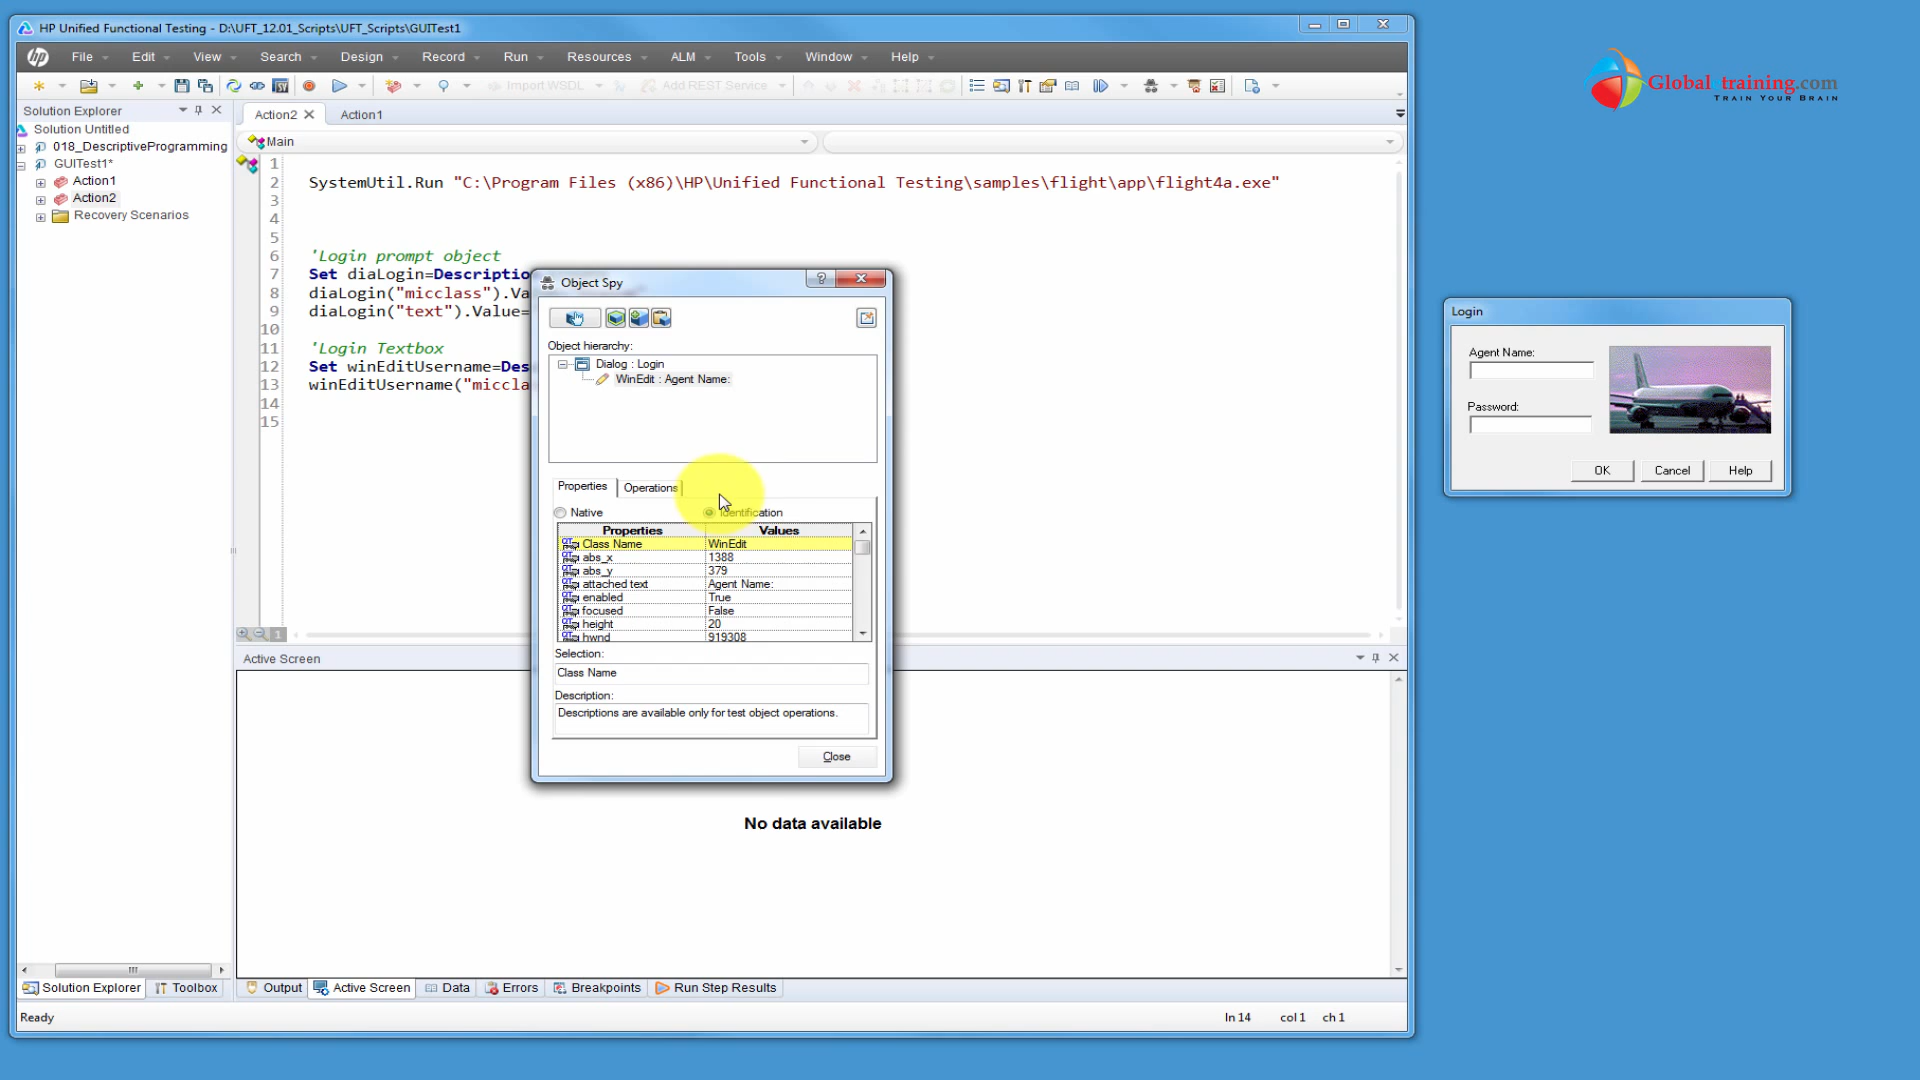 HP Unified Functional Testing - D:\UFT_12.01_Scripts\UFT_Scripts\GUITest1
hp File Edit View Search Design Record Run Resources ALM Tools Window Help
Import WSDL Add REST Service
Solution Explorer
Solution Untitled
018_DescriptiveProgramming
GUITest1*
Action1
Action2
Recovery Scenarios
Action2 Action1
Main
1
2 SystemUtil.Run "C:\Program Files (x86)\HP\Unified Functional Testing\samples\flight\app\flight4a.exe"
3
4
5
6 'Login prompt object
7 Set diaLogin=Descriptio
8 diaLogin("micclass").Va
9 diaLogin("text").Value=
10
11 'Login Textbox
12 Set winEditUsername=Des
13 winEditUsername("miccla
14
15
1
Object Spy
Object hierarchy:
Dialog : Login
WinEdit : Agent Name:
Properties Operations
Native Identification
Properties Values
Class Name WinEdit
abs_x 1388
abs_y 379
attached text Agent Name:
enabled True
focused False
height 20
hwnd 919308
Selection:
Class Name
Description:
Descriptions are available only for test object operations.
Close
Active Screen
No data available
Solution Explorer Toolbox
Output Active Screen Data Errors Breakpoints Run Step Results
Ready ln 14 col 1 ch 1
Login
Agent Name:
Password:
OK Cancel Help
Global training.com
TRAIN YOUR BRAIN